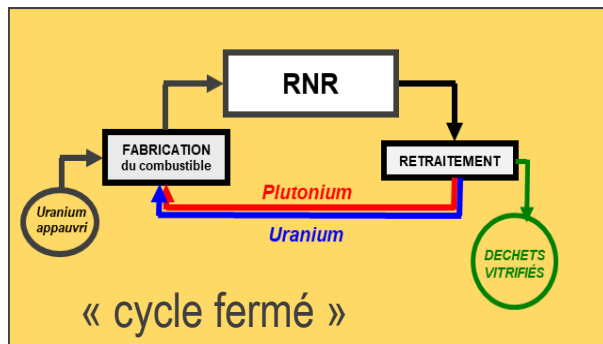 RNR
FABRICATION
du combustible
RETRAITEMENT
Uranium
appauvri
Plutonium
Uranium
DECHETS
VITRIFIÉS
« cycle fermé »